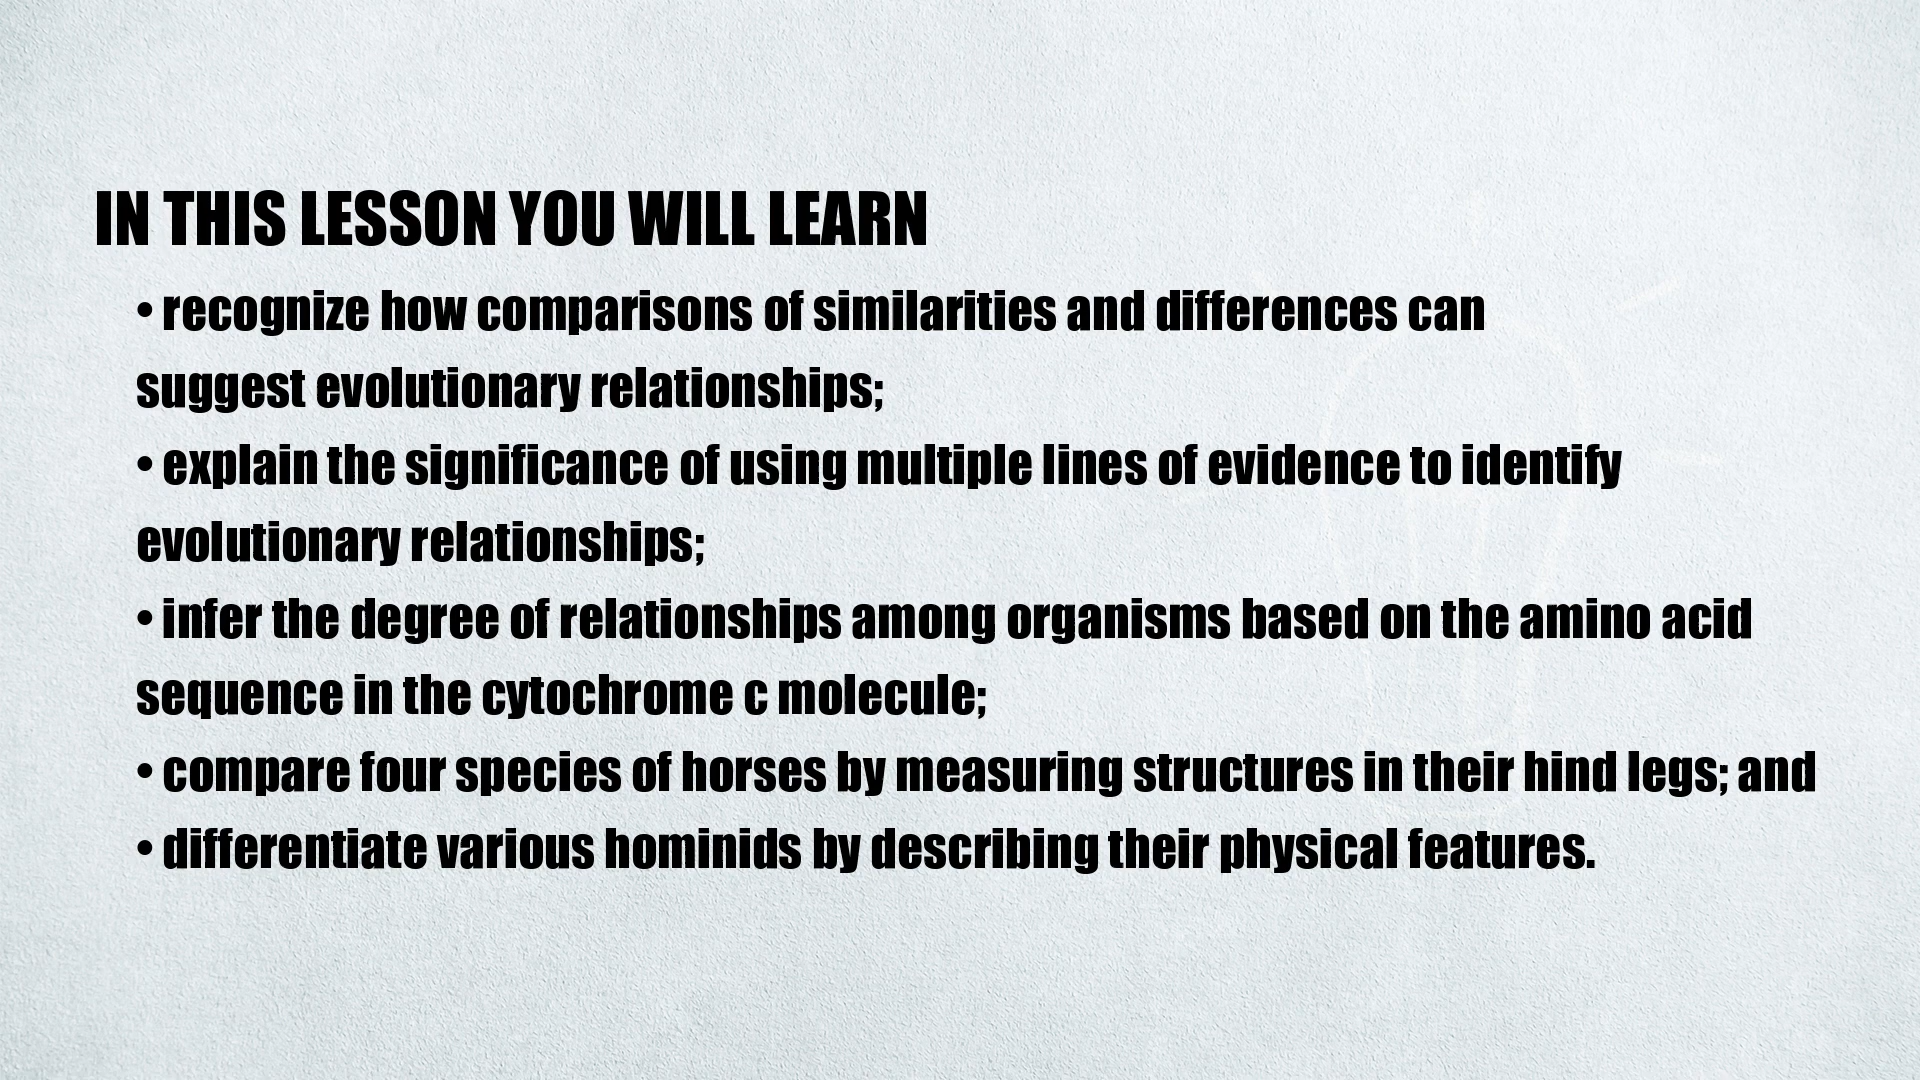 IN THIS LESSON YOU WILL LEARN
• recognize how comparisons of similarities and differences can
suggest evolutionary relationships;
• explain the significance of using multiple lines of evidence to identify
evolutionary relationships;
• infer the degree of relationships among organisms based on the amino acid
sequence in the cytochrome c molecule;
• compare four species of horses by measuring structures in their hind legs; and
• differentiate various hominids by describing their physical features.